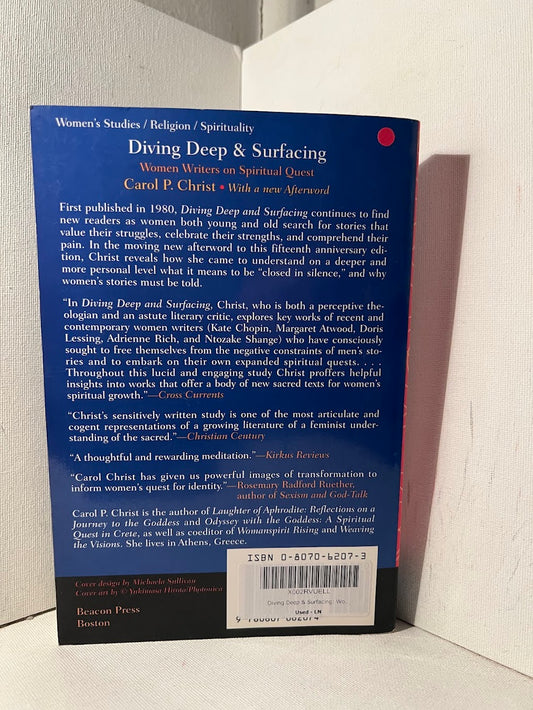 Women's Studies / Religion / Spirituality
Diving Deep & Surfacing
Women Writers on Spiritual Quest
Carol P. Christ • With a new Afterword
First published in 1980, Diving Deep and Surfacing continues to find
new readers as women both young and old search for stories that
value their struggles, celebrate their strengths, and comprehend their
pain. In the moving new afterword to this fifteenth anniversary edi-
tion, Christ reveals how she came to understand on a deeper and
more personal level what it means to be "closed in silence," and why
women's stories must be told.
"In Diving Deep and Surfacing, Christ, who is both a perceptive the-
ologian and an astute literary critic, explores key works of recent and
contemporary women writers (Kate Chopin, Margaret Atwood, Doris
Lessing, Adrienne Rich, and Ntozake Shange) who have consciously
sought to free themselves from the negative constraints of men's sto-
ries and to embark on their own expanded spiritual quests. . . .
Throughout this lucid and engaging study Christ proffers helpful
insights into works that offer a body of new sacred texts for women's
spiritual growth."—Cross Currents
"Christ's sensitively written study is one of the most articulate and
cogent representations of a growing literature of a feminist under-
standing of the sacred."—Christian Century
"A thoughtful and rewarding meditation."—Kirkus Reviews
"Carol Christ has given us powerful images of transformation to
inform women's quest for identity."—Rosemary Radford Ruether,
author of Sexism and God-Talk
Carol P. Christ is the author of Laughter of Aphrodite: Reflections on a
Journey to the Goddess and Odyssey with the Goddess: A Spiritual
Quest in Crete, as well as coeditor of Womanspirit Rising and Weaving
the Visions. She lives in Athens, Greece.
ISBN 0-8070-6207-3
X002RVUELL
Diving Deep & Surfacing: Wo...
Used - LN
9 780807 062074
Cover design by Michaela Sullivan
Cover art by © Yukimasa Hirota/Photonica
Beacon Press
Boston